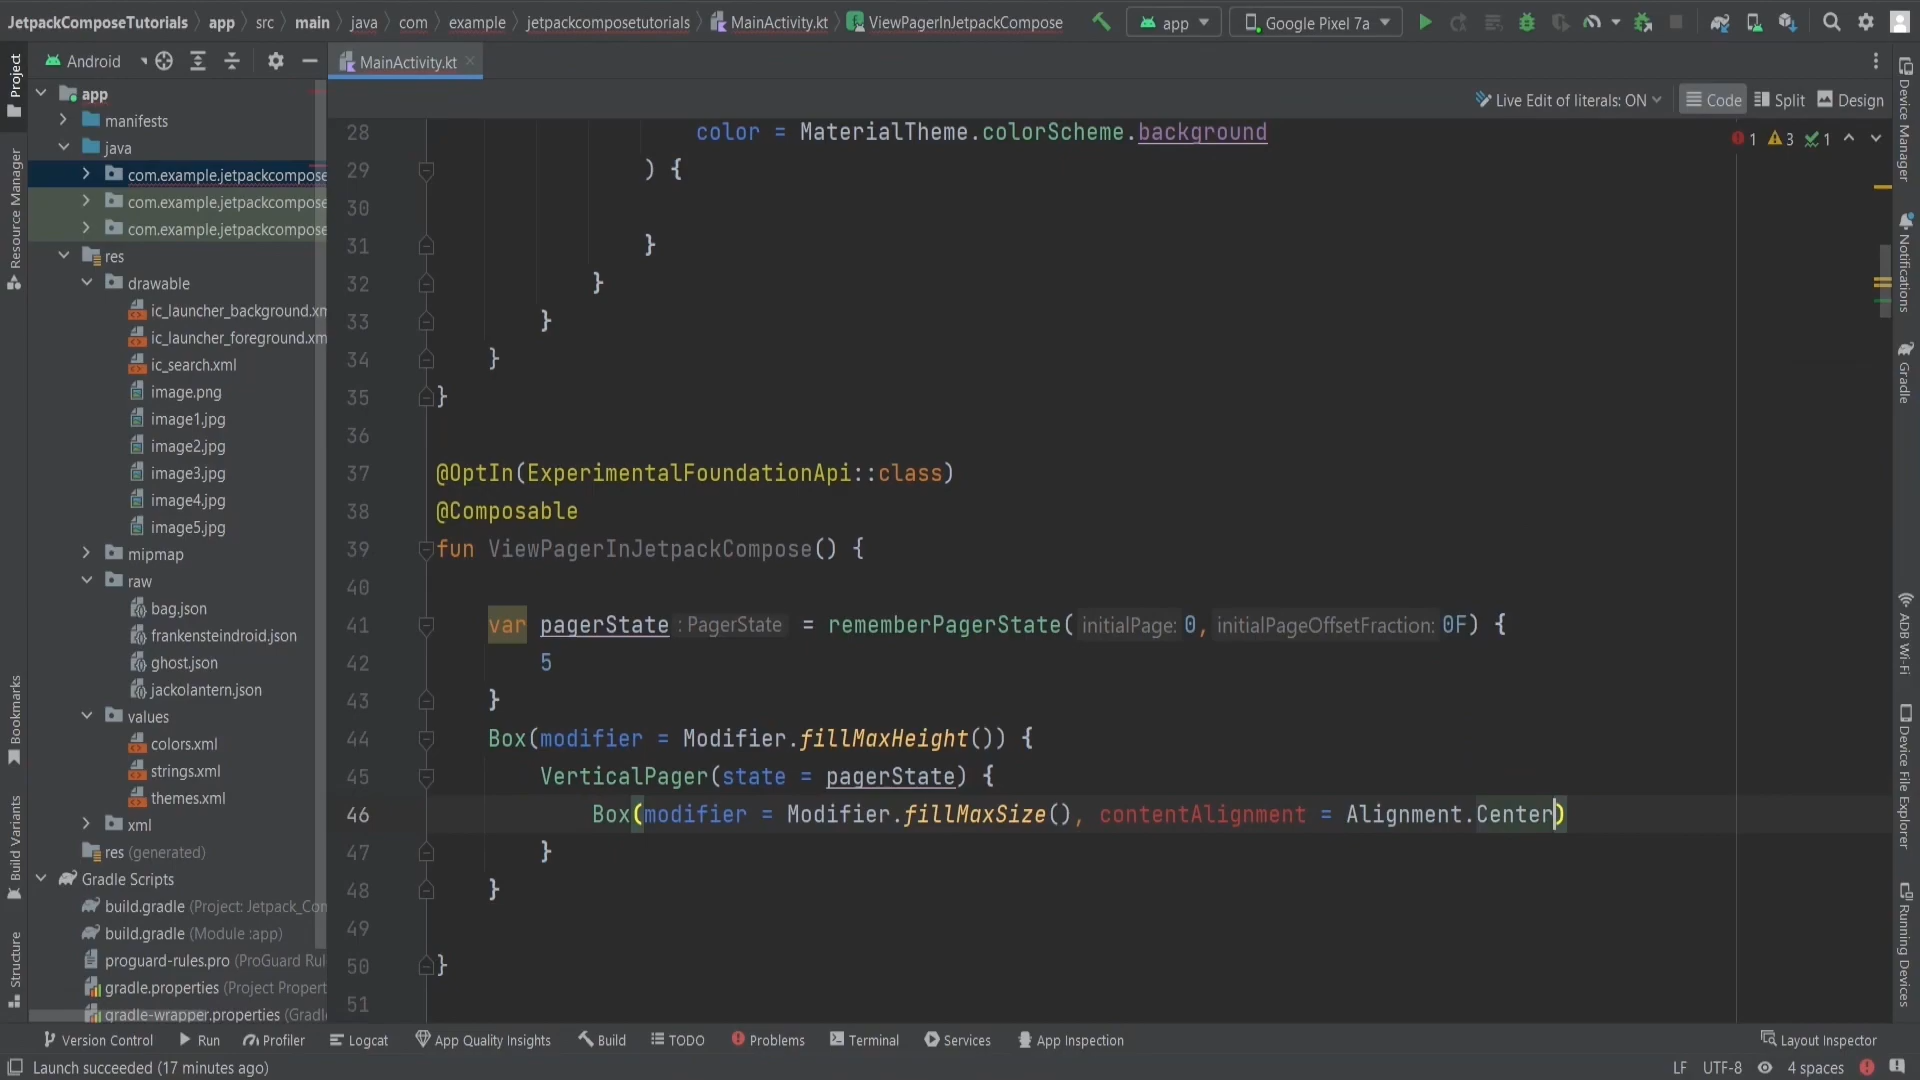 JetpackComposeTutorials app src main java com example jetpackcomposetutorials MainActivity.kt ViewPagerInJetpackCompose app Google Pixel 7a
Android MainActivity.kt
Live Edit of literals: ON Code Split Design
Project
Resource Manager
Bookmarks
Build Variants
Structure
app
manifests
java
com.example.jetpackcompose
com.example.jetpackcompose
com.example.jetpackcompose
res
drawable
ic_launcher_background.xm
ic_launcher_foreground.xm
ic_search.xml
image.png
image1.jpg
image2.jpg
image3.jpg
image4.jpg
image5.jpg
mipmap
raw
bag.json
frankensteindroid.json
ghost.json
jackolantern.json
values
colors.xml
strings.xml
themes.xml
xml
res (generated)
Gradle Scripts
build.gradle (Project: Jetpack_Con
build.gradle (Module :app)
proguard-rules.pro (ProGuard Rul
gradle.properties (Project Propert
gradle-wrapper.properties (Gradl
28 color = MaterialTheme.colorScheme.background
29 ) {
30
31 }
32 }
33 }
34 }
35 }
36
37 @OptIn(ExperimentalFoundationApi::class)
38 @Composable
39 fun ViewPagerInJetpackCompose() {
40
41 var pagerState : PagerState = rememberPagerState( initialPage: 0, initialPageOffsetFraction: 0F) {
42 5
43 }
44 Box(modifier = Modifier.fillMaxHeight()) {
45 VerticalPager(state = pagerState) {
46 Box(modifier = Modifier.fillMaxSize(), contentAlignment = Alignment.Center)
47 }
48 }
49
50 }
51
1 3 1
Device Manager
Notifications
Gradle
ADB Wi-Fi
Device File Explorer
Running Devices
Version Control Run Profiler Logcat App Quality Insights Build TODO Problems Terminal Services App Inspection Layout Inspector
Launch succeeded (17 minutes ago) LF UTF-8 4 spaces